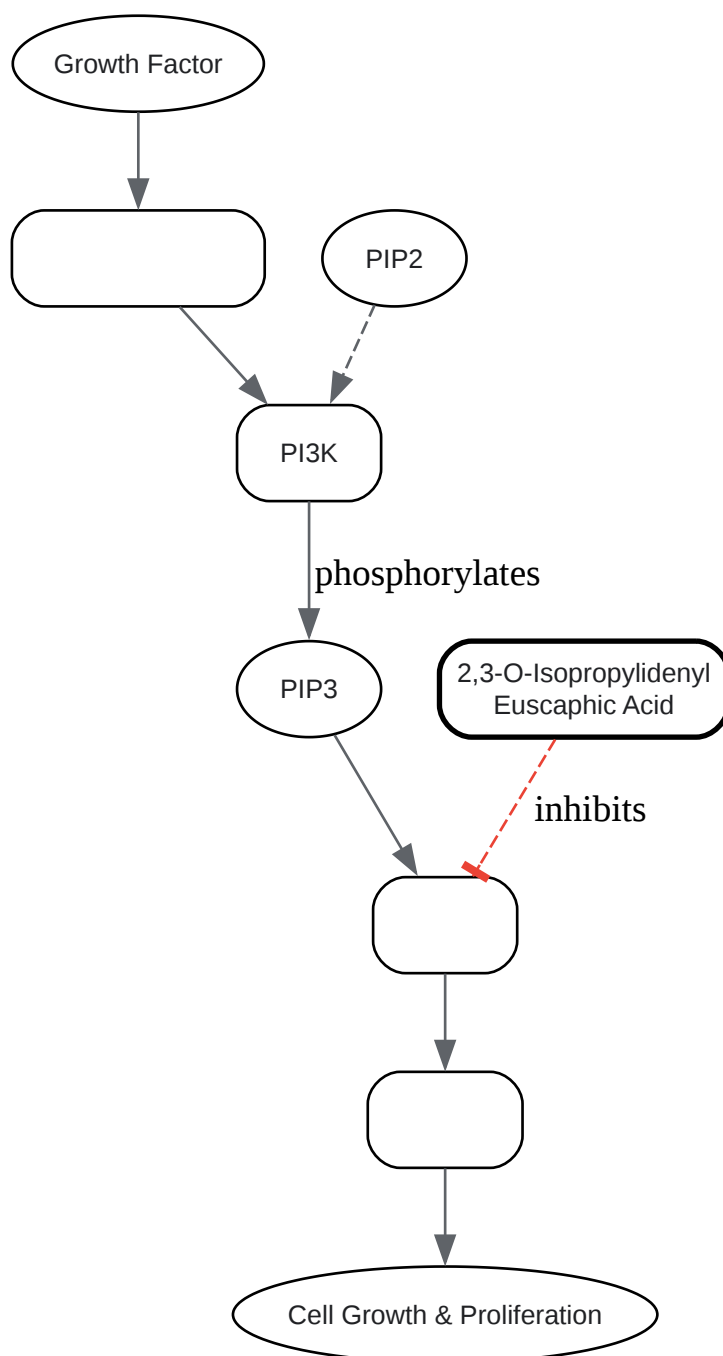 Growth Factor
PIP2
PI3K
phosphorylates
PIP3
2,3-O-Isopropylidenyl
Euscaphic Acid
inhibits
Cell Growth & Proliferation